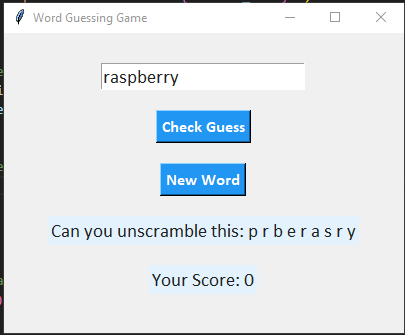 Word Guessing Game
raspberry
Check Guess
New Word
Can you unscramble this: p r b e r a s r y
Your Score: 0